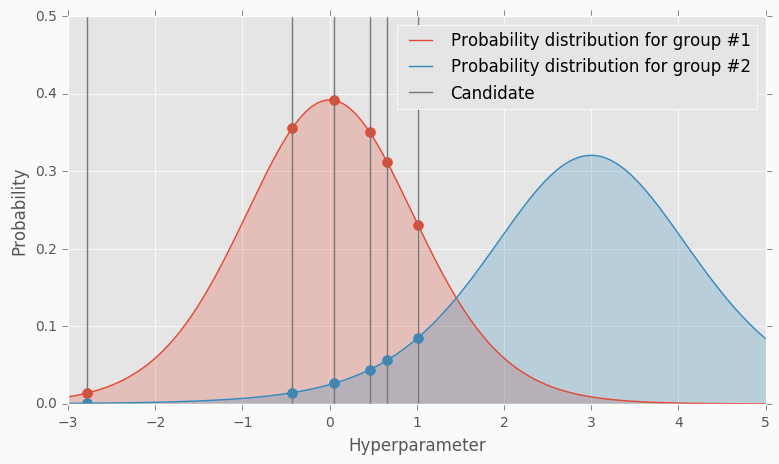 0.5
0.4
0.3
0.2
0.1
0.0
Probability
Probability distribution for group #1
Probability distribution for group #2
Candidate
−3 −2 −1 0 1 2 3 4 5
Hyperparameter